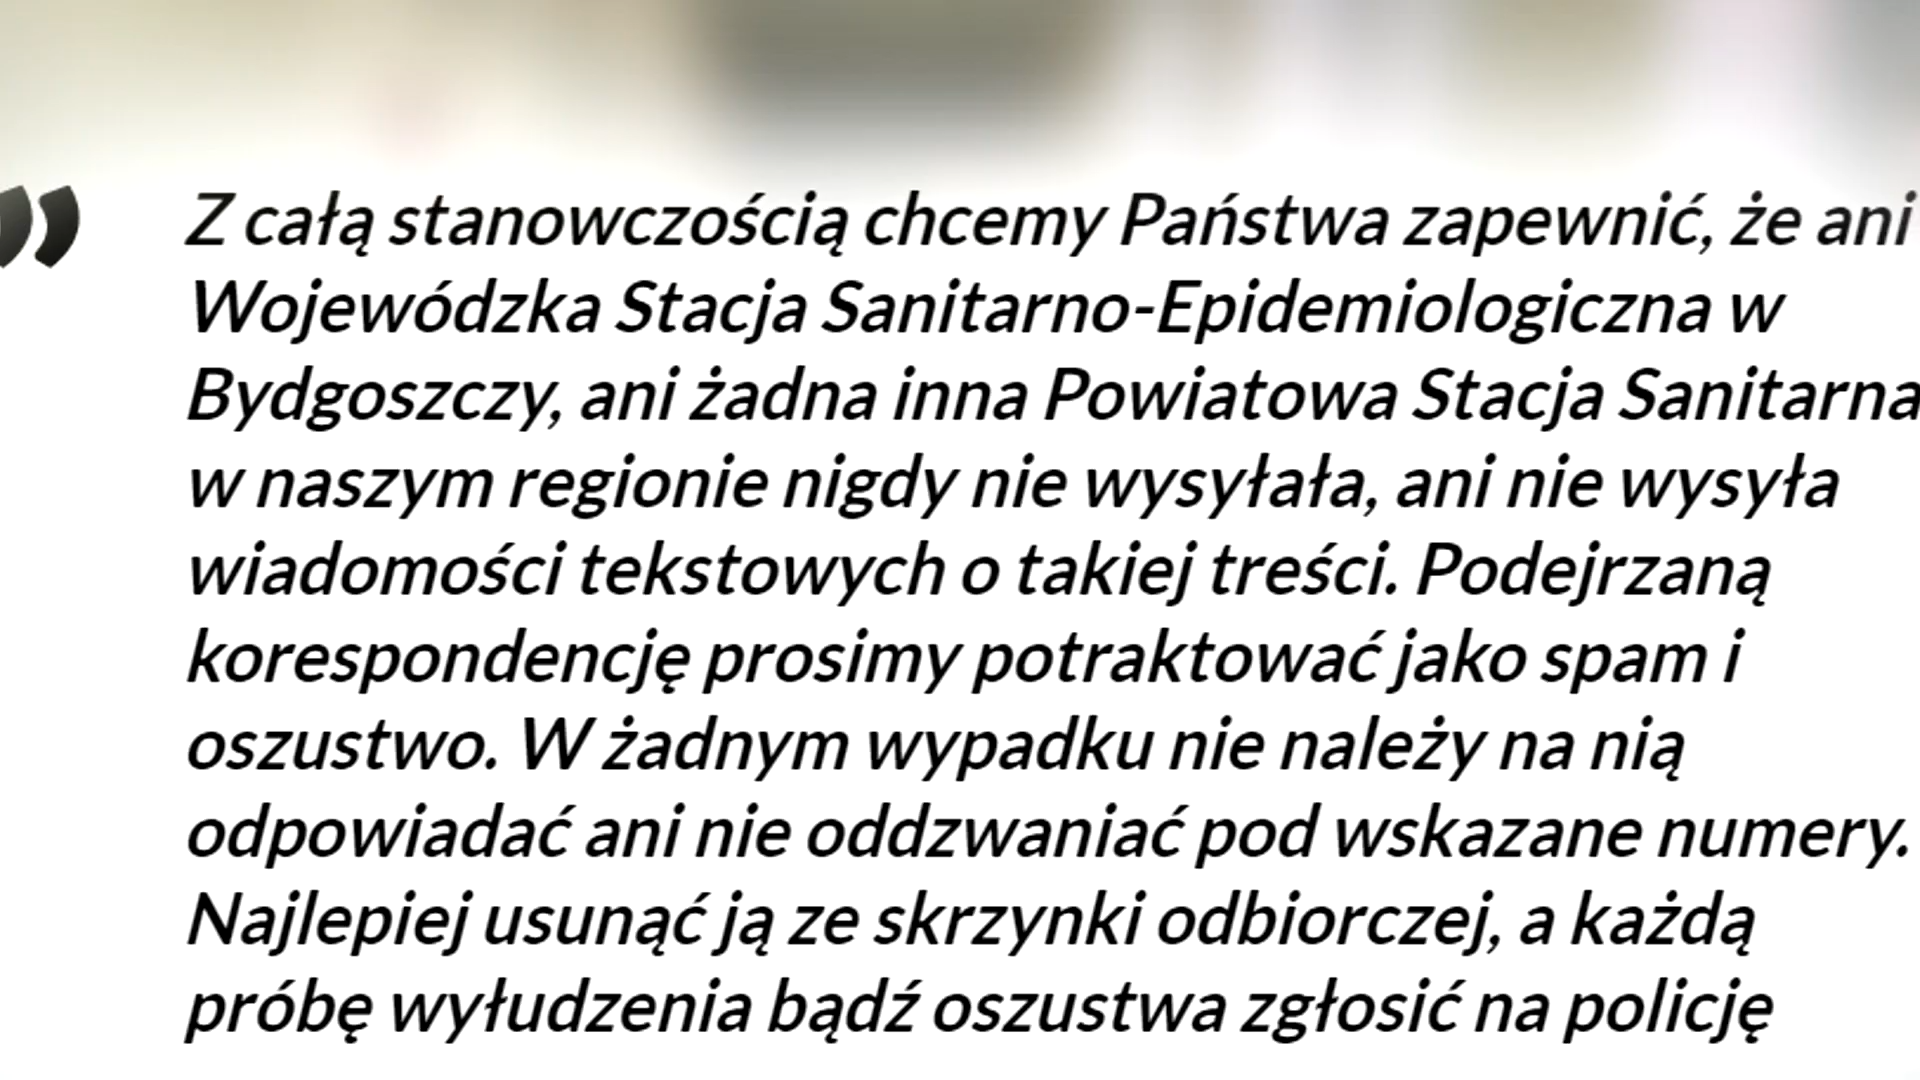 ” Z całą stanowczością chcemy Państwa zapewnić, że ani
Wojewódzka Stacja Sanitarno-Epidemiologiczna w
Bydgoszczy, ani żadna inna Powiatowa Stacja Sanitarna
w naszym regionie nigdy nie wysyłała, ani nie wysyła
wiadomości tekstowych o takiej treści. Podejrzaną
korespondencję prosimy potraktować jako spam i
oszustwo. W żadnym wypadku nie należy na nią
odpowiadać ani nie oddzwaniać pod wskazane numery.
Najlepiej usunąć ją ze skrzynki odbiorczej, a każdą
próbę wyłudzenia bądź oszustwa zgłosić na policję